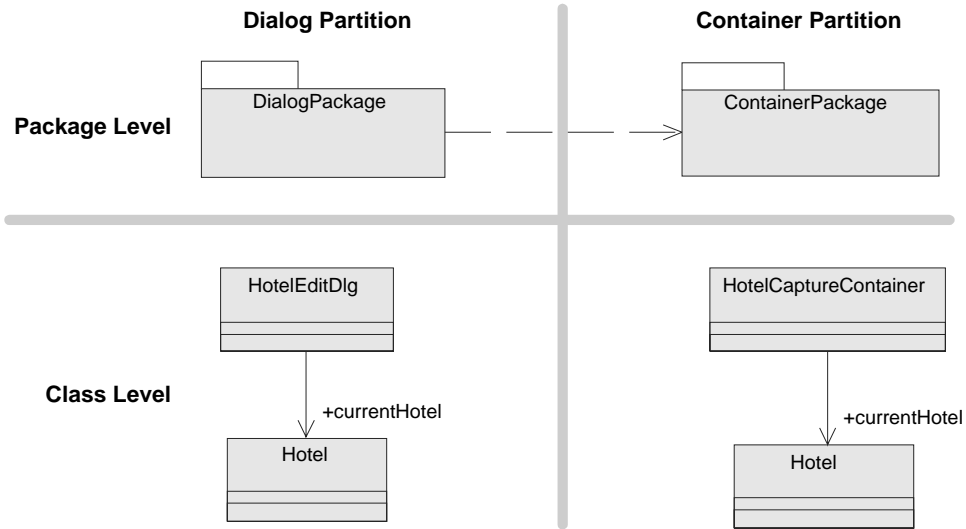 Dialog Partition
Container Partition
Package Level
DialogPackage
ContainerPackage
HotelEditDlg
HotelCaptureContainer
Class Level
+currentHotel
+currentHotel
Hotel
Hotel